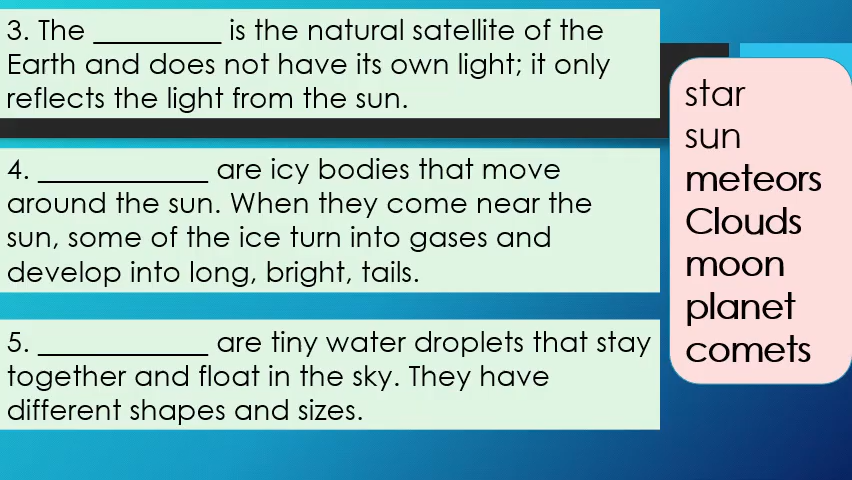 3. The _________ is the natural satellite of the
Earth and does not have its own light; it only
reflects the light from the sun.
4. ____________ are icy bodies that move
around the sun. When they come near the
sun, some of the ice turn into gases and
develop into long, bright, tails.
5. ____________ are tiny water droplets that stay
together and float in the sky. They have
different shapes and sizes.
star
sun
meteors
Clouds
moon
planet
comets